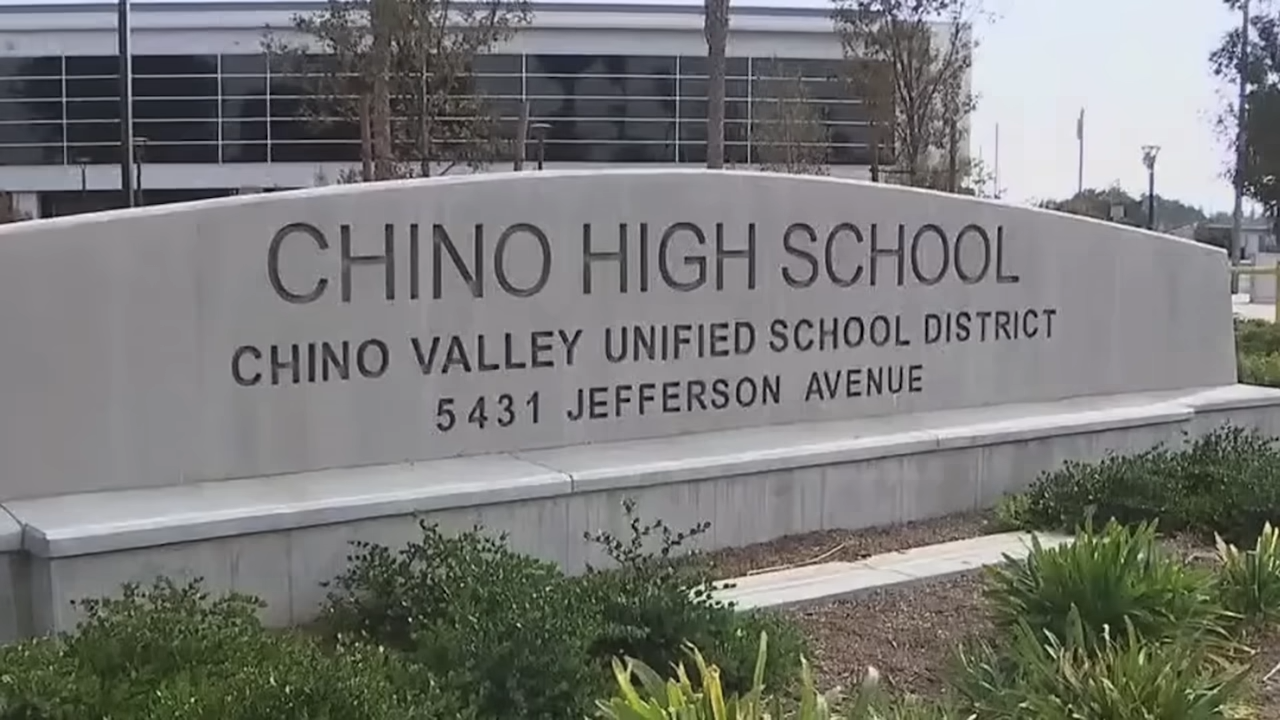 CHINO HIGH SCHOOL
CHINO VALLEY UNIFIED SCHOOL DISTRICT
5431 JEFFERSON AVENUE